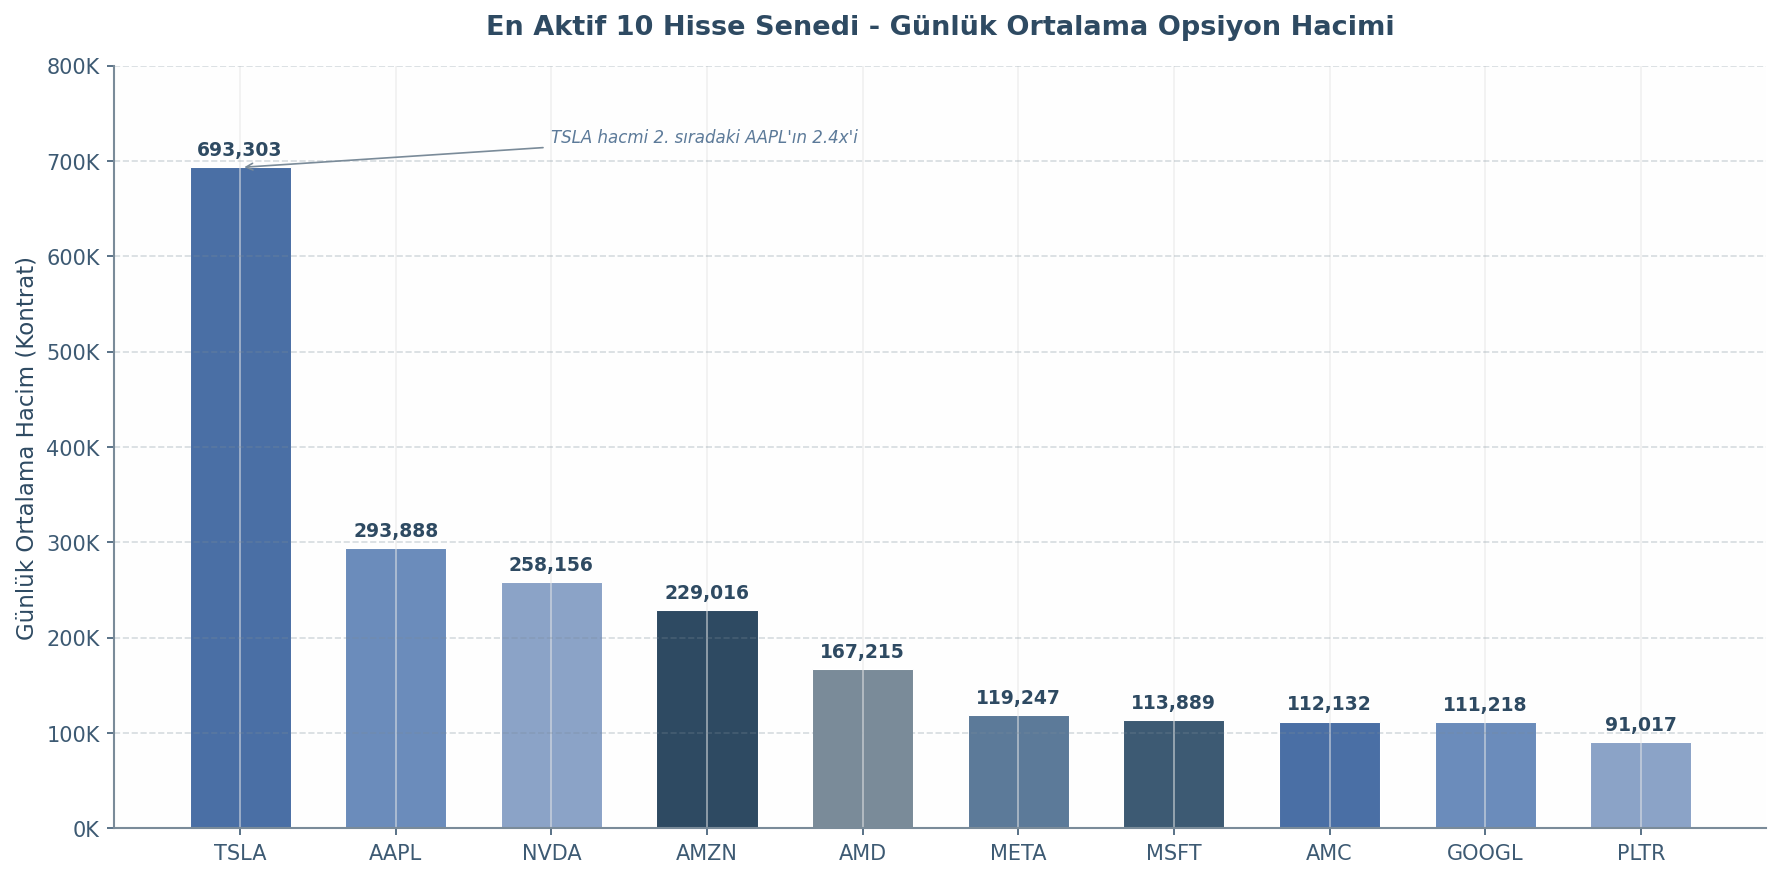 En Aktif 10 Hisse Senedi - Günlük Ortalama Opsiyon Hacimi
Günlük Ortalama Hacim (Kontrat)
800K
700K
600K
500K
400K
300K
200K
100K
0K
TSLA hacmi 2. sıradaki AAPL'ın 2.4x'i
693,303
293,888
258,156
229,016
167,215
119,247
113,889
112,132
111,218
91,017
TSLA
AAPL
NVDA
AMZN
AMD
META
MSFT
AMC
GOOGL
PLTR